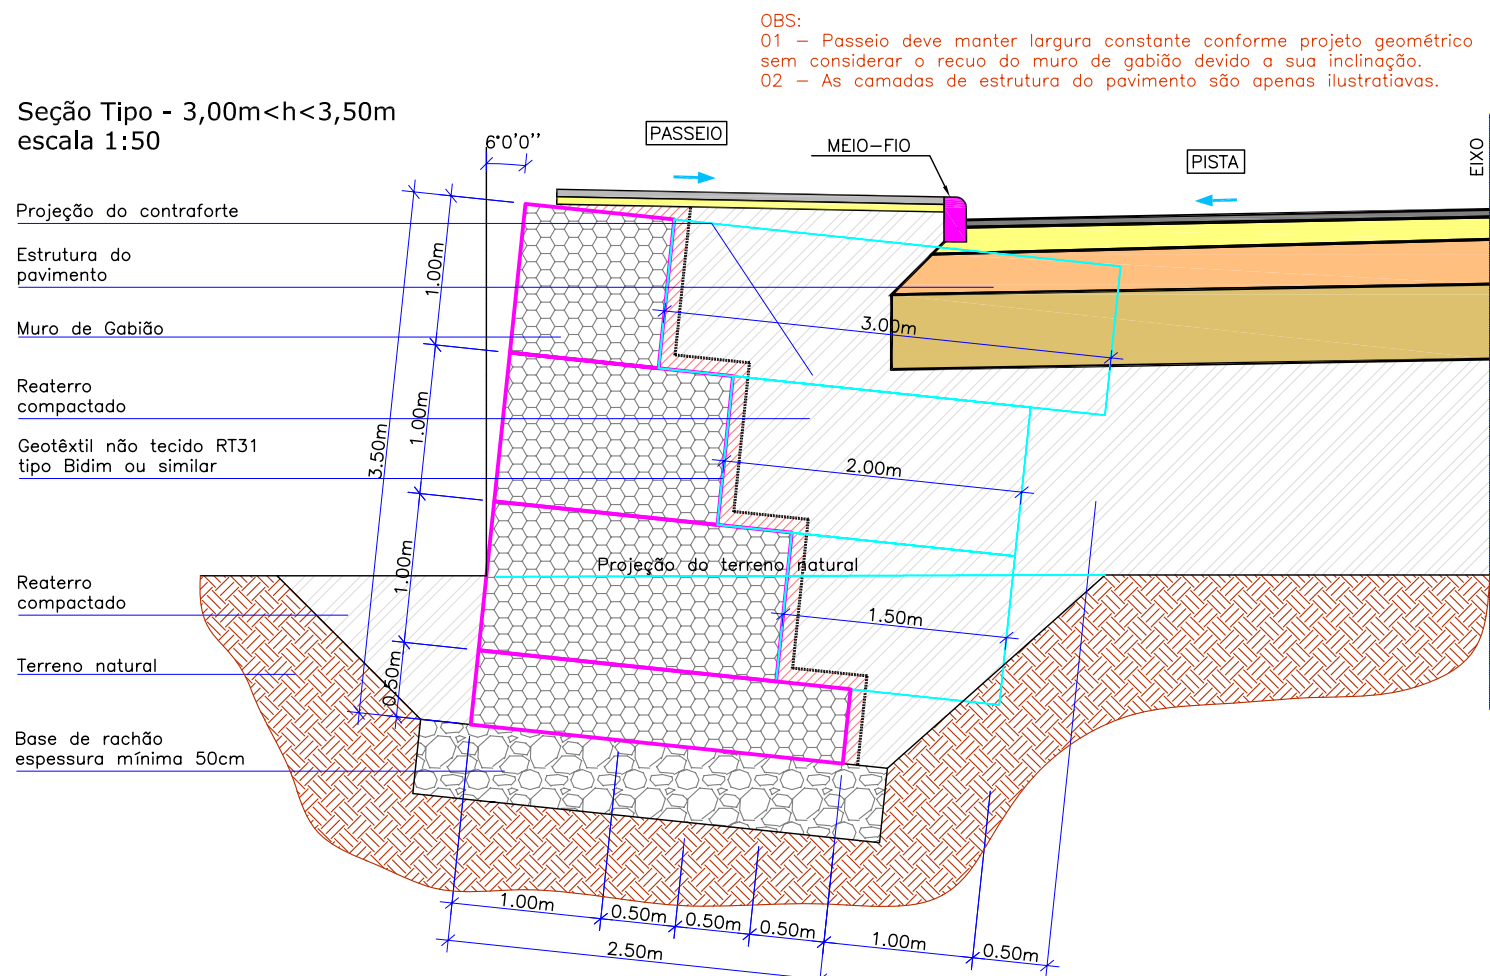 OBS:
01 – Passeio deve manter largura constante conforme projeto geométrico
sem considerar o recuo do muro de gabião devido a sua inclinação.
02 – As camadas de estrutura do pavimento são apenas ilustratiavas.
Seção Tipo - 3,00m<h<3,50m
escala 1:50
6°0'0''
PASSEIO
MEIO–FIO
PISTA
EIXO
Projeção do contraforte
Estrutura do
pavimento
Muro de Gabião
Reaterro
compactado
Geotêxtil não tecido RT31
tipo Bidim ou similar
Reaterro
compactado
Terreno natural
Base de rachão
espessura mínima 50cm
1.00m
1.00m
3.50m
1.00m
0.50m
3.00m
2.00m
Projeção do terreno natural
1.50m
1.00m
0.50m
0.50m
0.50m
1.00m
0.50m
2.50m